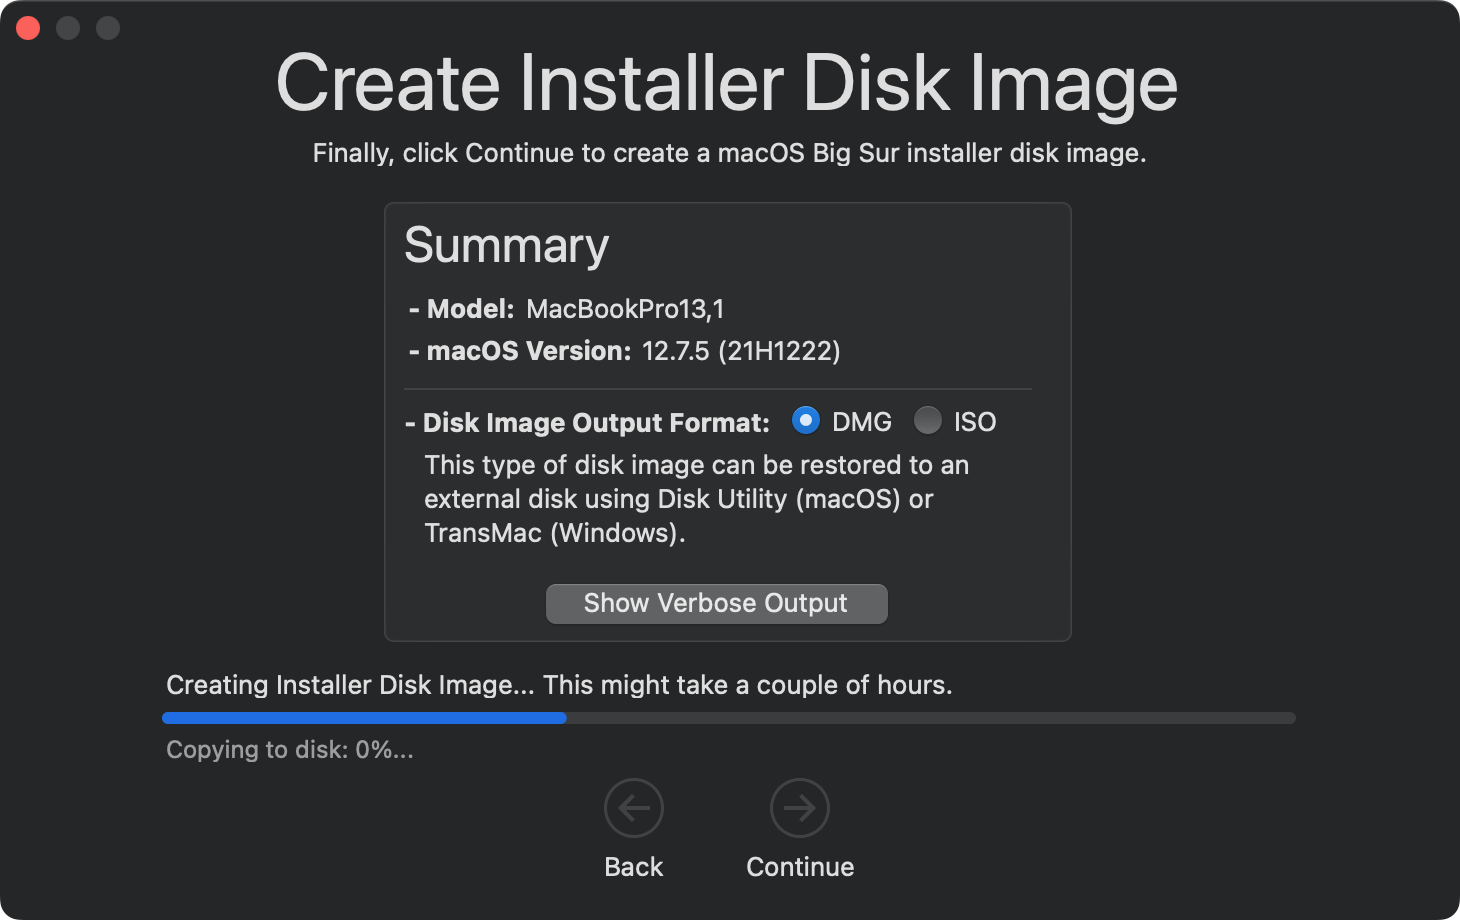 Create Installer Disk Image
Finally, click Continue to create a macOS Big Sur installer disk image.
Summary
- Model: MacBookPro13,1
- macOS Version: 12.7.5 (21H1222)
- Disk Image Output Format: DMG ISO
This type of disk image can be restored to an
external disk using Disk Utility (macOS) or
TransMac (Windows).
Show Verbose Output
Creating Installer Disk Image... This might take a couple of hours.
Copying to disk: 0%...
Back Continue